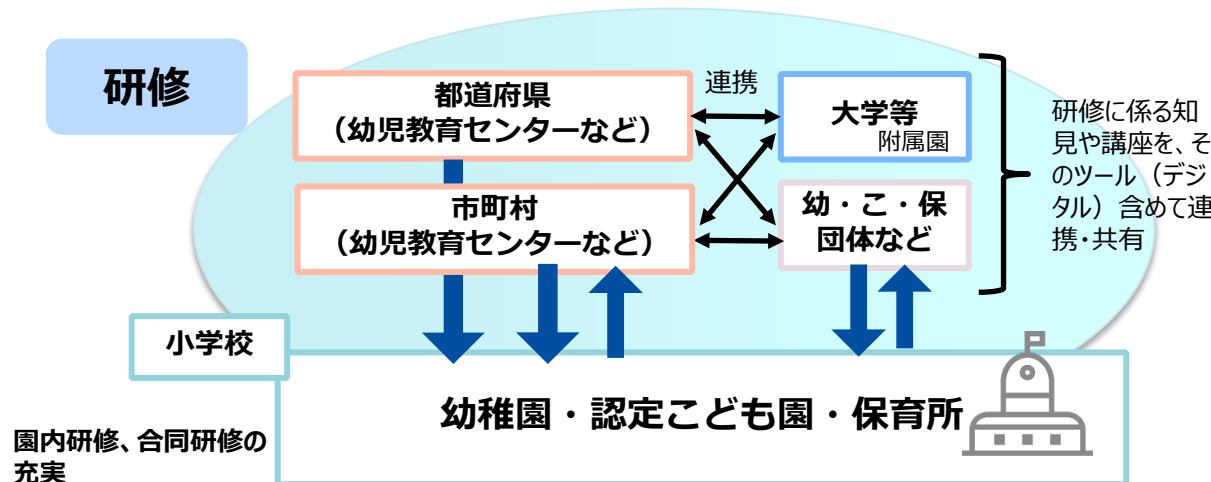 研修
都道府県
（幼児教育センターなど）
連携
大学等
附属園
市町村
（幼児教育センターなど）
幼・こ・保
団体など
研修に係る知
見や講座を、そ
のツール（デジ
タル）含めて連
携・共有
小学校
幼稚園・認定こども園・保育所
園内研修、合同研修の
充実